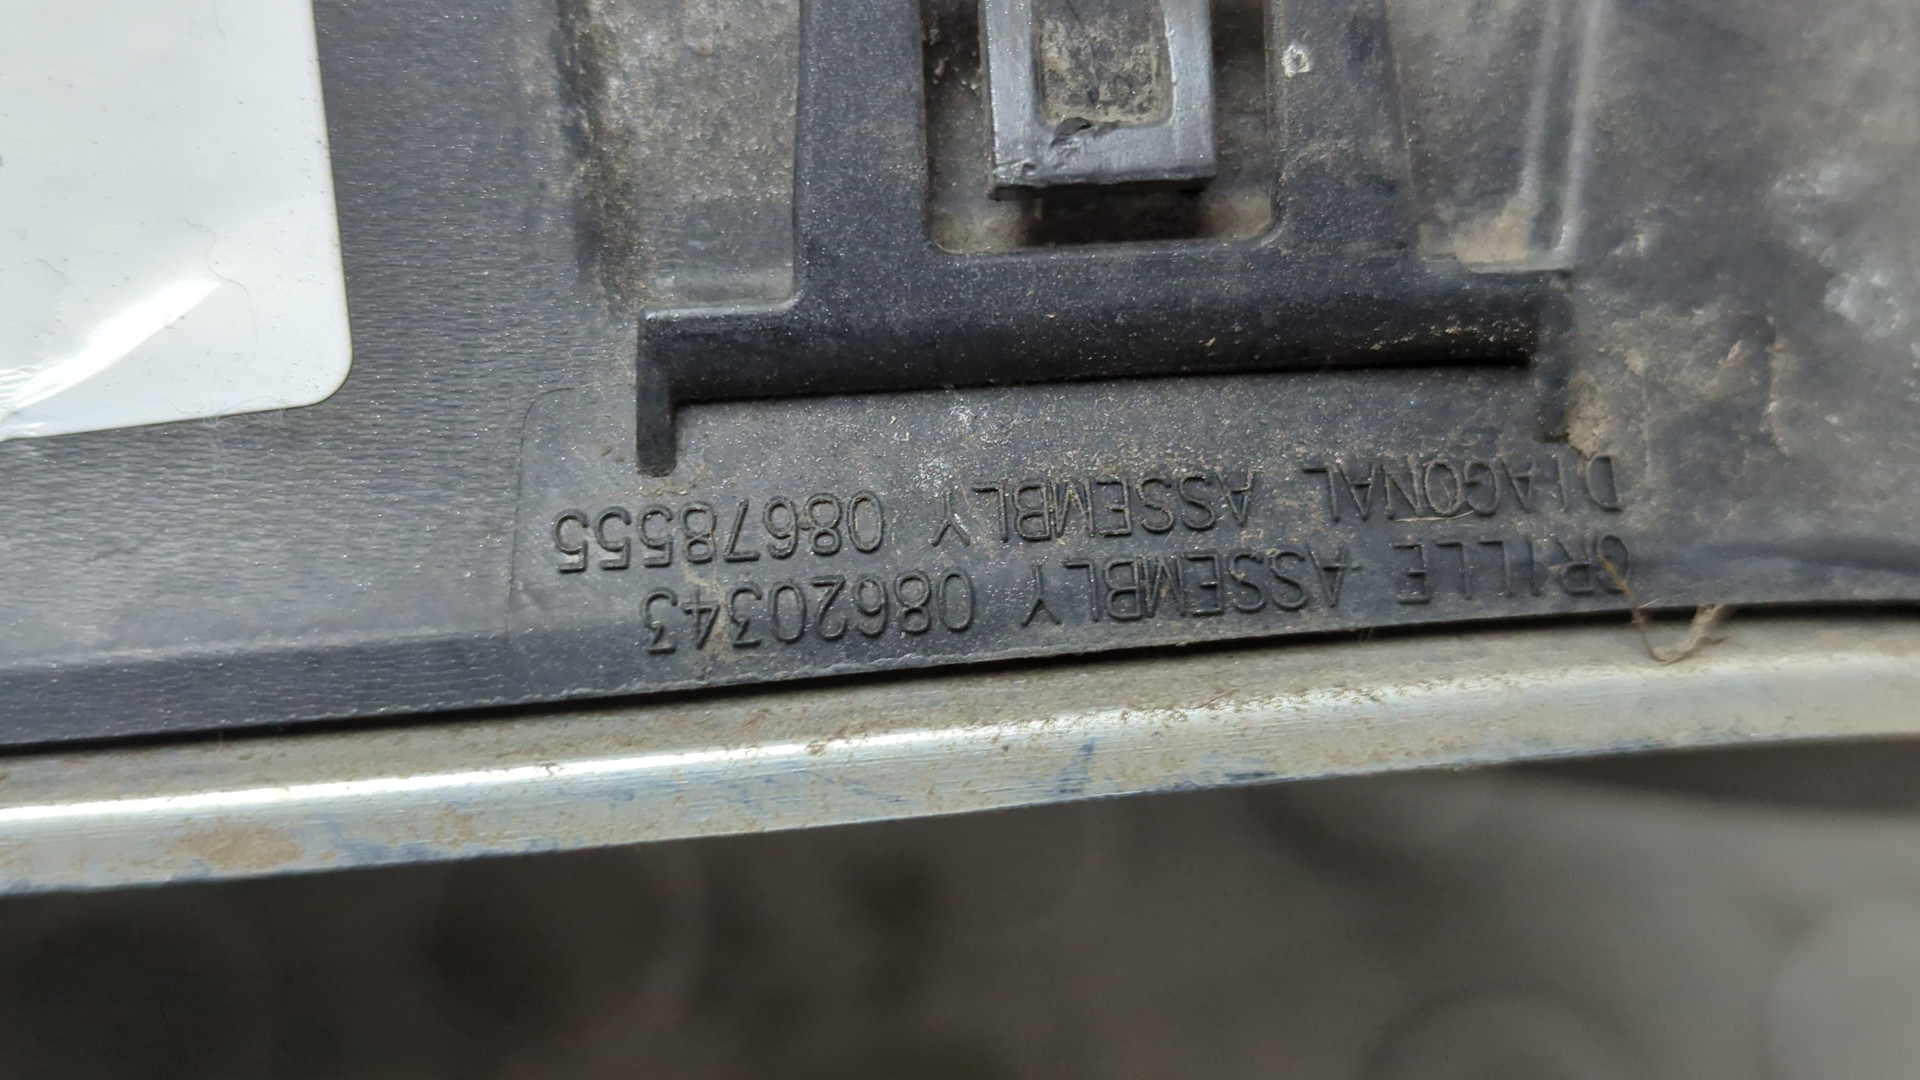 GRILLE ASSEMBLY 08620343
DIAGONAL ASSEMBLY 08678555